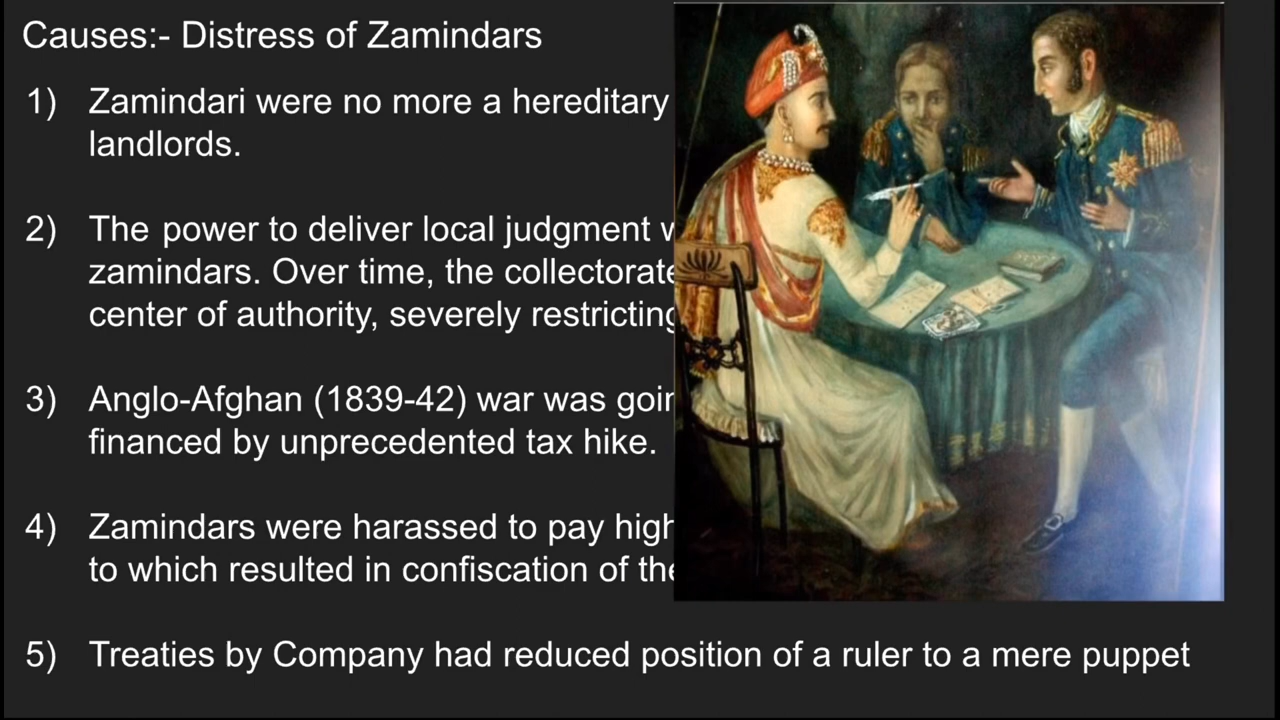 Causes:- Distress of Zamindars
1) Zamindari were no more a hereditary
landlords.
2) The power to deliver local judgment
zamindars. Over time, the collectorate
center of authority, severely restricting
3) Anglo-Afghan (1839-42) war was
financed by unprecedented tax hike.
4) Zamindars were harassed to pay high
to which resulted in confiscation of
5) Treaties by Company had reduced position of a ruler to a mere puppet